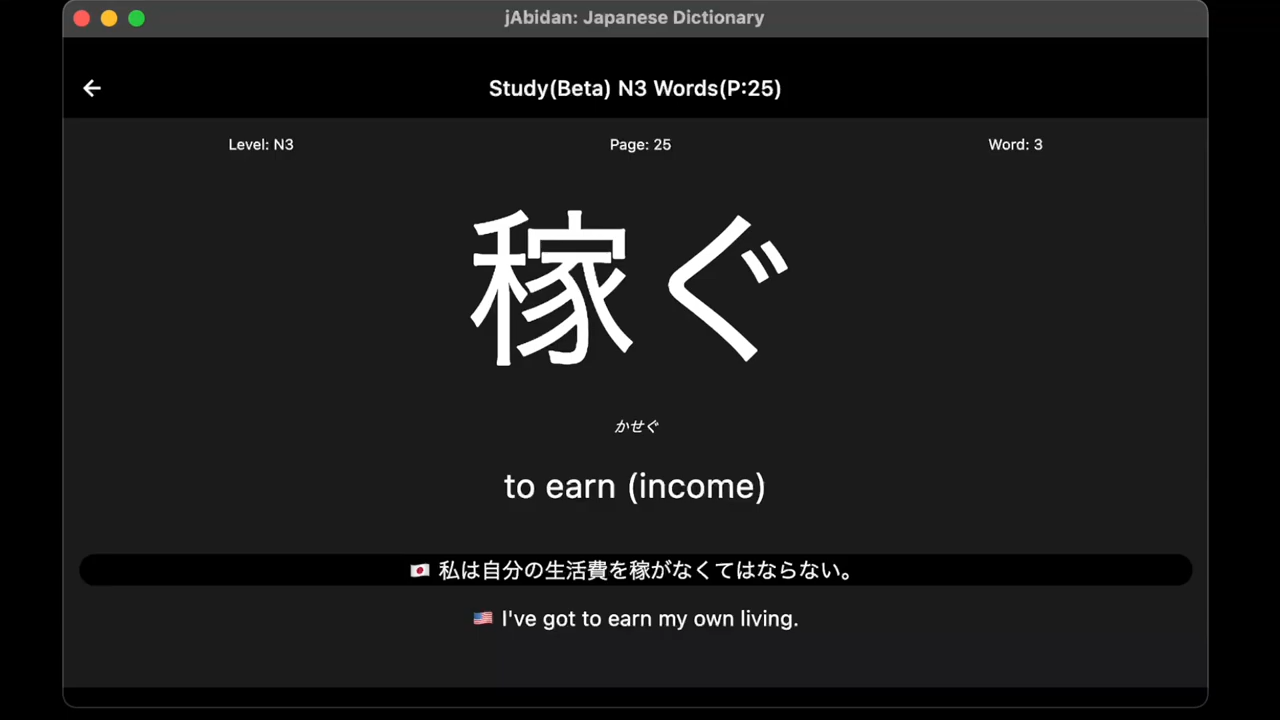 jAbidan: Japanese Dictionary
Study(Beta) N3 Words(P:25)
Level: N3 Page: 25 Word: 3
稼ぐ
かせぐ
to earn (income)
🇯🇵 私は自分の生活費を稼がなくてはならない。
🇺🇸 I've got to earn my own living.